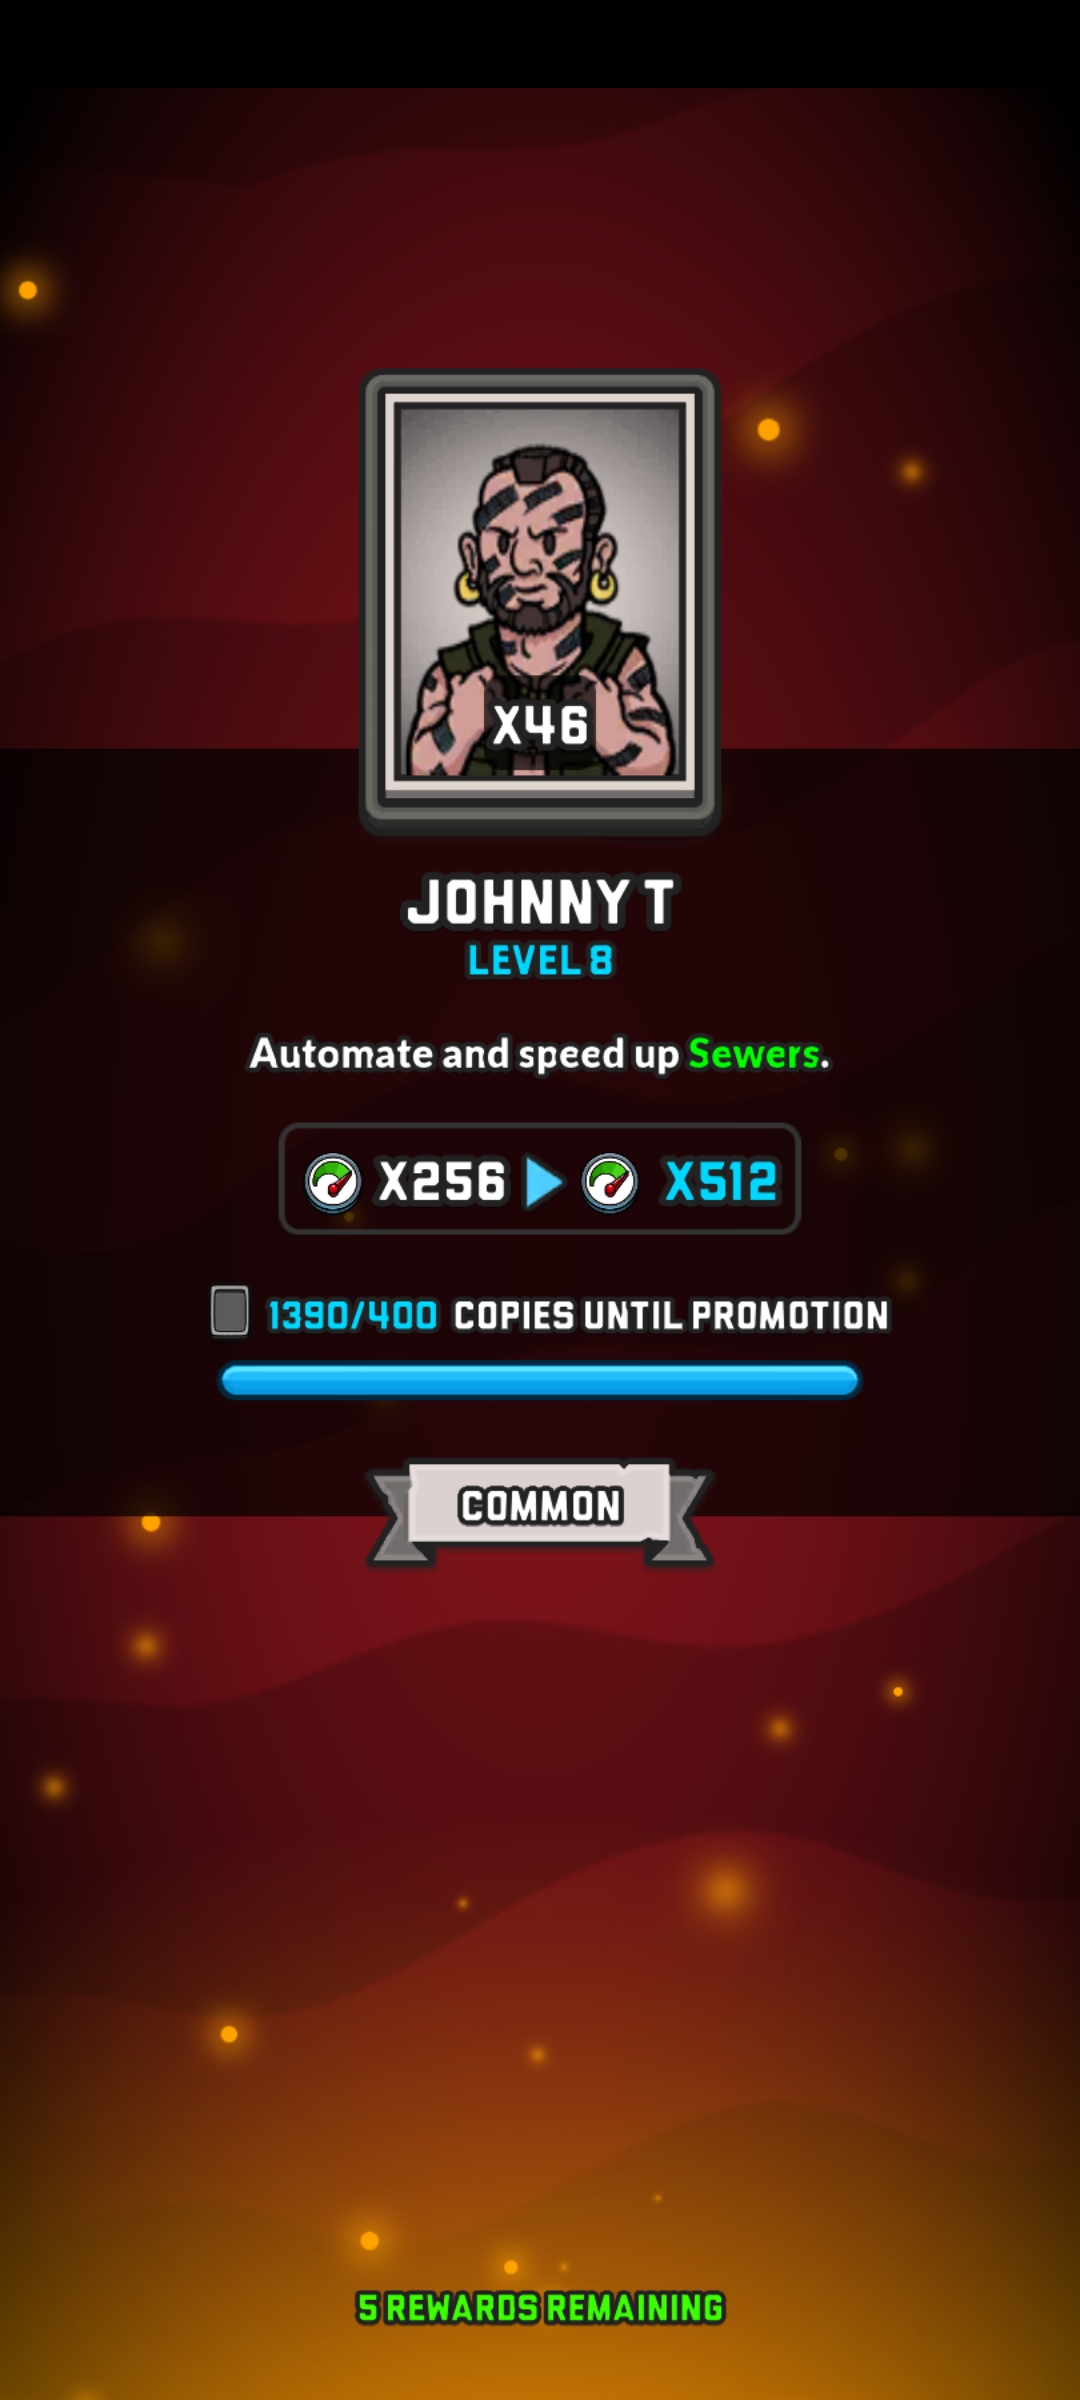 X46
JOHNNY T
LEVEL 8
Automate and speed up Sewers.
X256 X512
1390/400 COPIES UNTIL PROMOTION
COMMON
5 REWARDS REMAINING